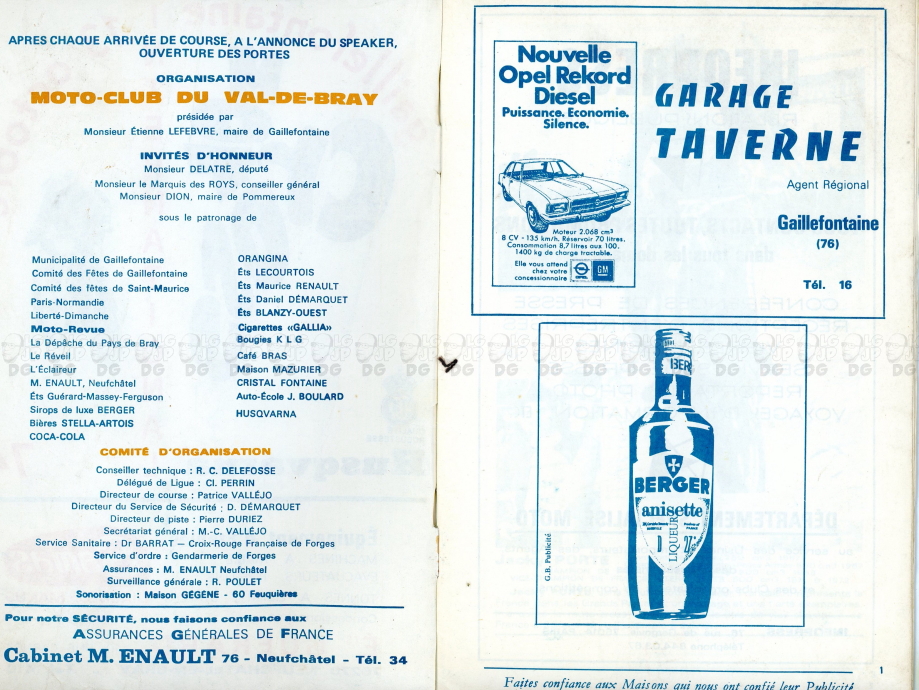 APRES CHAQUE ARRIVÉE DE COURSE, A L'ANNONCE DU SPEAKER,
OUVERTURE DES PORTES
ORGANISATION
MOTO-CLUB DU VAL-DE-BRAY
présidée par
Monsieur Étienne LEFEBVRE, maire de Gaillefontaine
INVITÉS D'HONNEUR
Monsieur DELATRE, député
Monsieur le Marquis des ROYS, conseiller général
Monsieur DION, maire de Pommereux
sous le patronage de
Municipalité de Gaillefontaine
Comité des Fêtes de Gaillefontaine
Comité des fêtes de Saint-Maurice
Paris-Normandie
Liberté-Dimanche
Moto-Revue
La Dépêche du Pays de Bray
Le Réveil
L'Éclaireur
M. ENAULT, Neufchâtel
Éts Guérard-Massey-Ferguson
Sirops de luxe BERGER
Bières STELLA-ARTOIS
COCA-COLA
ORANGINA
Éts LECOURTOIS
Éts Maurice RENAULT
Éts Daniel DÉMARQUET
Éts BLANZY-OUEST
Cigarettes «GALLIA»
Bougies K L G
Café BRAS
Maison MAZURIER
CRISTAL FONTAINE
Auto-École J. BOULARD
HUSQVARNA
COMITÉ D'ORGANISATION
Conseiller technique : R. C. DELEFOSSE
Délégué de Ligue : Cl. PERRIN
Directeur de course : Patrice VALLÉJO
Directeur du Service de Sécurité : D. DÉMARQUET
Directeur de piste : Pierre DURIEZ
Secrétariat général : M.-C. VALLÉJO
Service Sanitaire : Dr BARRAT — Croix-Rouge Française de Forges
Service d'ordre : Gendarmerie de Forges
Assurances : M. ENAULT Neufchâtel
Surveillance générale : R. POULET
Sonorisation : Maison GÉGÈNE - 60 Feuquières
Pour notre SÉCURITÉ, nous faisons confiance aux
ASSURANCES GÉNÉRALES DE FRANCE
Cabinet M. ENAULT 76 - Neufchâtel - Tél. 34
Nouvelle
Opel Rekord
Diesel
Puissance. Economie.
Silence.
Moteur 2.068 cm³
8 CV - 135 km/h. Réservoir 70 litres.
Consommation 8,7 litres aux 100.
1400 kg de charge tractable.
Elle vous attend
chez votre
concessionnaire
OPEL
GM
GARAGE
TAVERNE
Agent Régional
Gaillefontaine
(76)
Tél. 16
BERGER
anisette
LIQUEUR
D
G.B. Publicité
1
Faites confiance aux Maisons qui nous ont confié leur Publicité